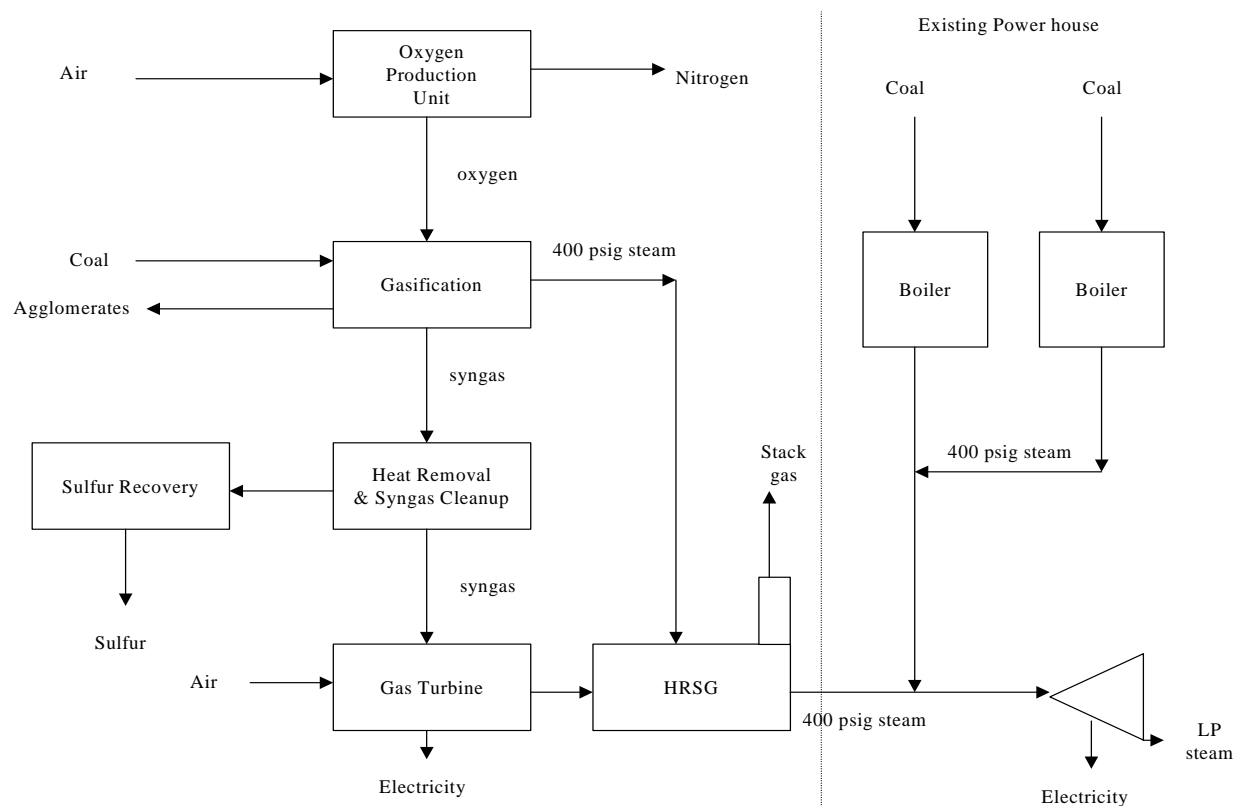 Existing Power house
Oxygen
Production
Unit
Air
Nitrogen
Coal
Coal
oxygen
400 psig steam
Coal
Gasification
Boiler
Boiler
Agglomerates
syngas
Stack
gas
400 psig steam
Sulfur Recovery
Heat Removal
& Syngas Cleanup
syngas
Sulfur
Air
Gas Turbine
HRSG
400 psig steam
LP
steam
Electricity
Electricity